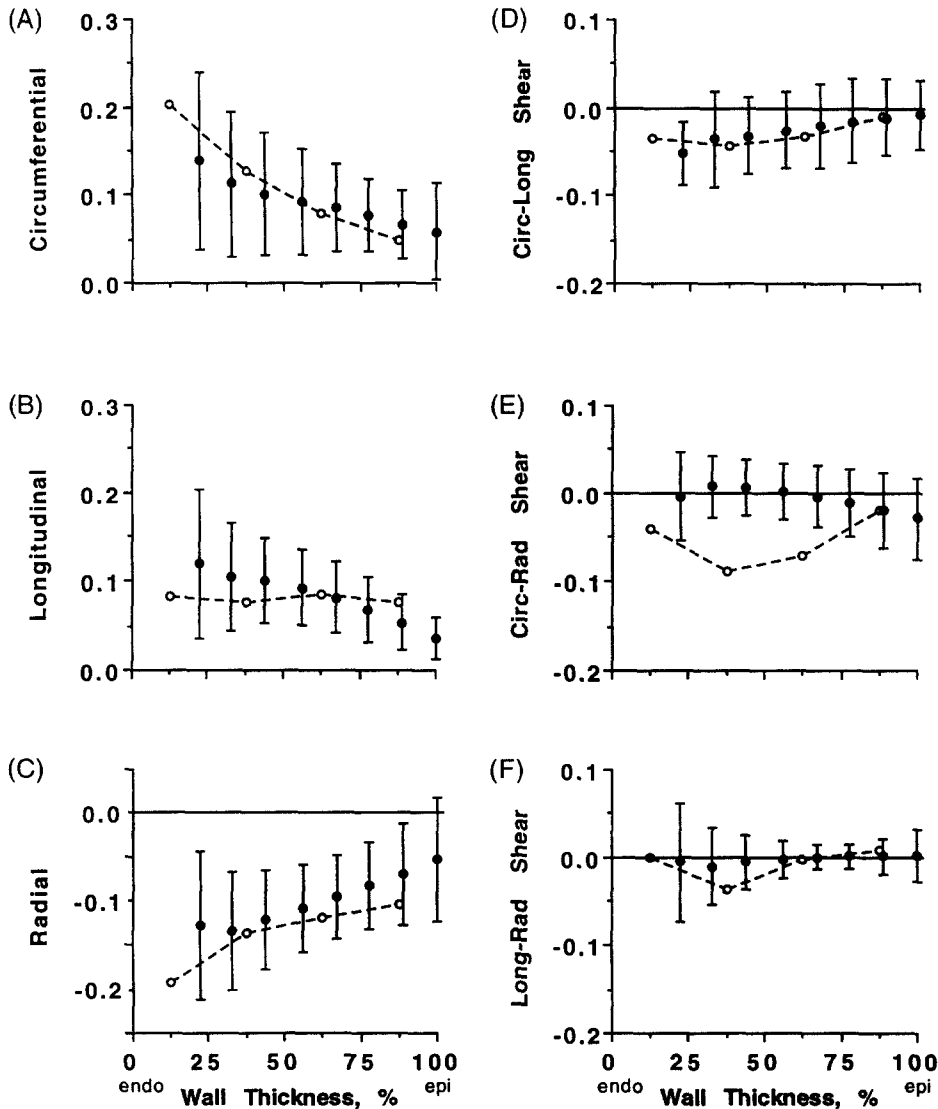 (A)
0.3
0.2
0.1
0.0
Circumferential
(B)
0.3
0.2
0.1
0.0
Longitudinal
(C)
0.0
-0.1
-0.2
Radial
0 25 50 75 100
endo epi
Wall Thickness, %
(D)
0.1
0.0
-0.1
-0.2
Circ-Long Shear
(E)
0.1
0.0
-0.1
-0.2
Circ-Rad Shear
(F)
0.1
0.0
-0.1
-0.2
Long-Rad Shear
0 25 50 75 100
endo epi
Wall Thickness, %